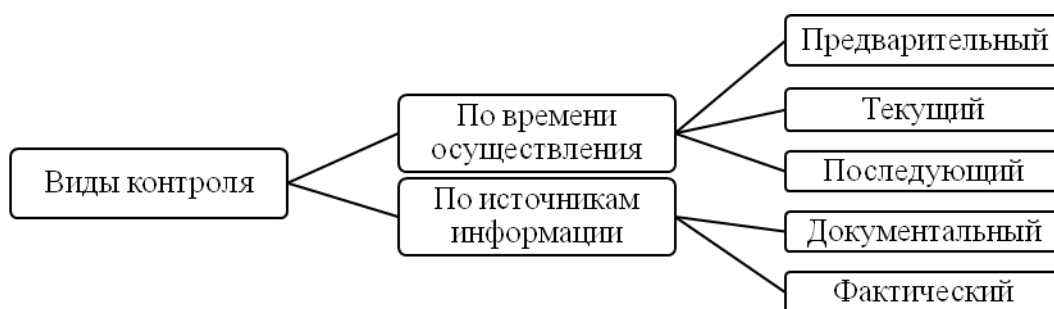 Виды контроля
По времени
осуществления
По источникам
информации
Предварительный
Текущий
Последующий
Документальный
Фактический